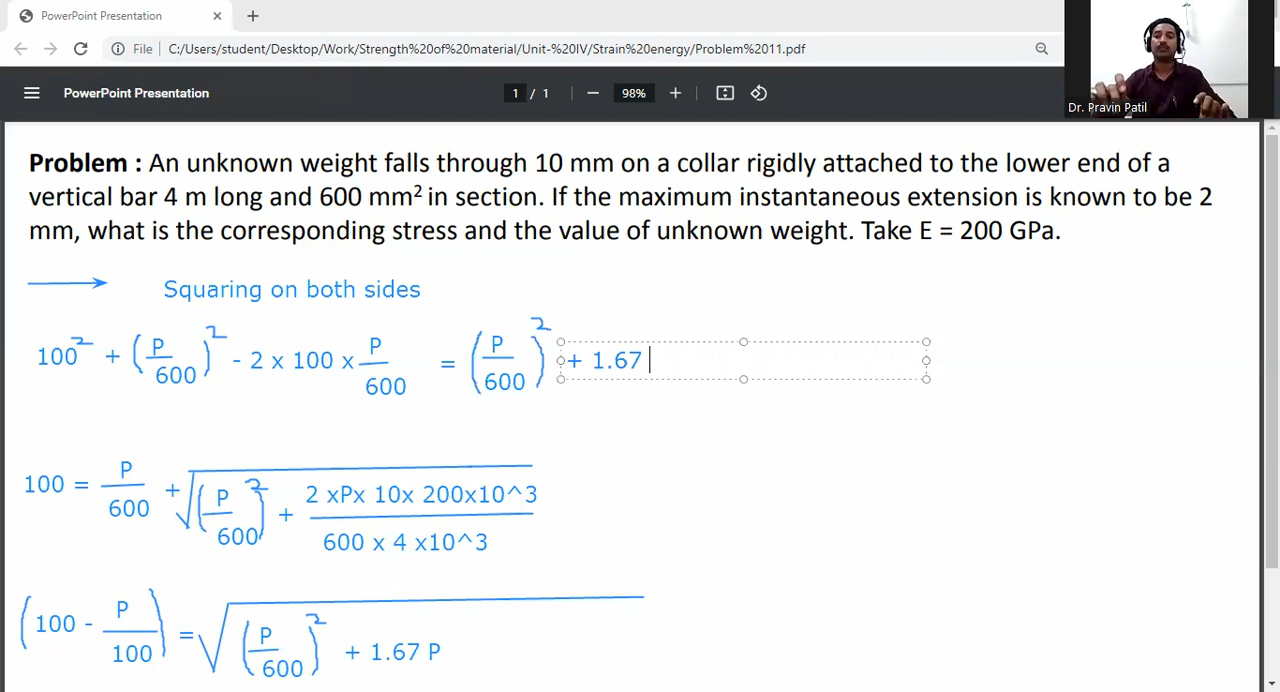 PowerPoint Presentation
File C:/Users/student/Desktop/Work/Strength%20of%20material/Unit-%20IV/Strain%20energy/Problem%2011.pdf
PowerPoint Presentation 1 / 1 98%
Dr. Pravin Patil
Problem : An unknown weight falls through 10 mm on a collar rigidly attached to the lower end of a
vertical bar 4 m long and 600 mm² in section. If the maximum instantaneous extension is known to be 2
mm, what is the corresponding stress and the value of unknown weight. Take E = 200 GPa.
Squaring on both sides
100² + (P/600)² - 2 x 100 x P/600 = (P/600)² + 1.67
100 = P/600 + √(P/600)² + 2 xPx 10x 200x10^3 / 600 x 4 x10^3
(100 - P/100) = √(P/600)² + 1.67 P